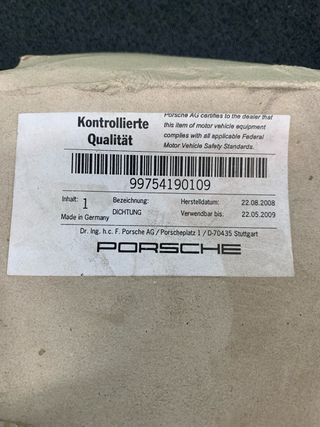 Kontrollierte
Qualität
Porsche AG certifies to the dealer that
this item of motor vehicle equipment
complies with all applicable Federal
Motor Vehicle Safety Standards.
99754190109
Inhalt: 1 Bezeichnung: Herstelldatum: 22.08.2008
Made in Germany DICHTUNG Verwendbar bis: 22.05.2009
Dr. Ing. h.c. F. Porsche AG / Porscheplatz 1 / D-70435 Stuttgart
PORSCHE